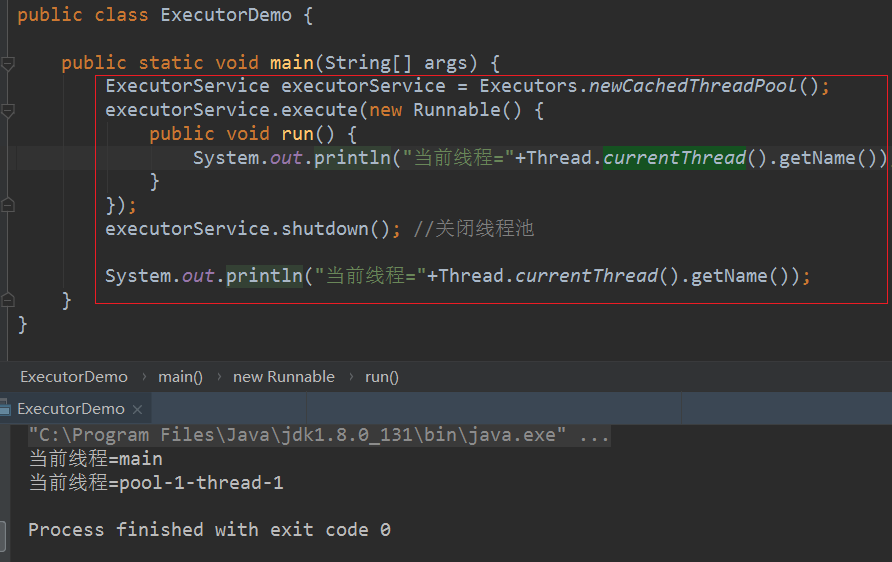 public class ExecutorDemo {
public static void main(String[] args) {
ExecutorService executorService = Executors.newCachedThreadPool();
executorService.execute(new Runnable() {
public void run() {
System.out.println("当前线程="+Thread.currentThread().getName())
}
});
executorService.shutdown(); //关闭线程池
System.out.println("当前线程="+Thread.currentThread().getName());
}
}
ExecutorDemo › main() › new Runnable › run()
ExecutorDemo ×
"C:\Program Files\Java\jdk1.8.0_131\bin\java.exe" ...
当前线程=main
当前线程=pool-1-thread-1
Process finished with exit code 0